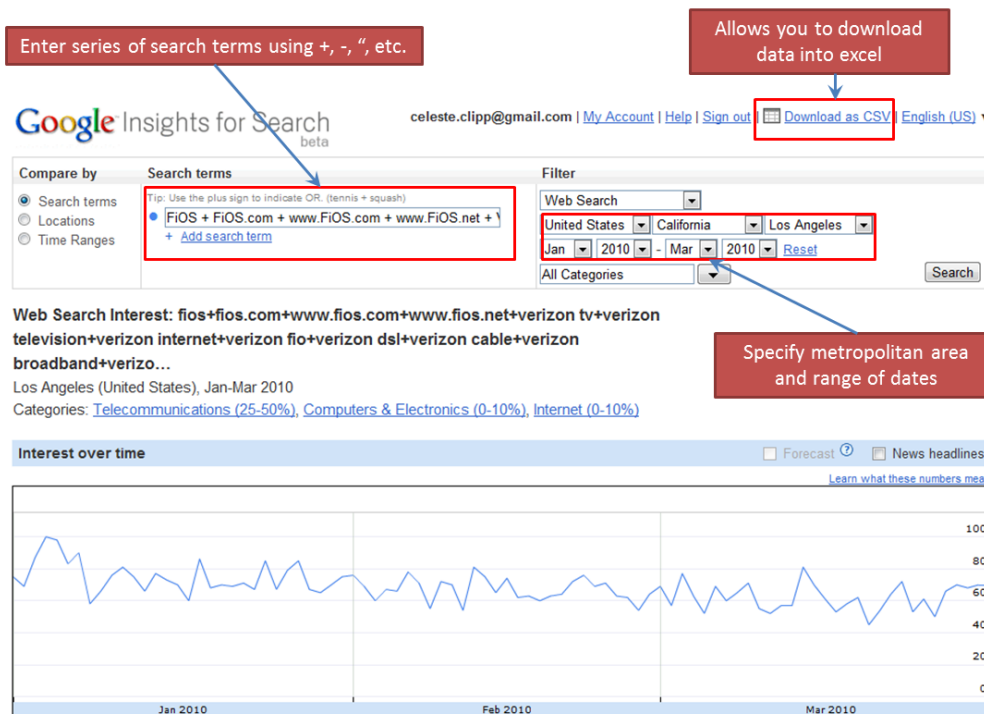 Allows you to download
data into excel
Enter series of search terms using +, -, “, etc.
Google Insights for Search
beta
celeste.clipp@gmail.com | My Account | Help | Sign out | Download as CSV | English (US)
Compare by
Search terms
Locations
Time Ranges
Search terms
Tip: Use the plus sign to indicate OR. (tennis + squash)
FiOS + FiOS.com + www.FiOS.com + www.FiOS.net +
+ Add search term
Filter
Web Search
United States California Los Angeles
Jan 2010 - Mar 2010 Reset
All Categories
Search
Specify metropolitan area
and range of dates
Web Search Interest: fios+fios.com+www.fios.com+www.fios.net+verizon tv+verizon
television+verizon internet+verizon fio+verizon dsl+verizon cable+verizon
broadband+verizo...
Los Angeles (United States), Jan-Mar 2010
Categories: Telecommunications (25-50%), Computers & Electronics (0-10%), Internet (0-10%)
Interest over time
Forecast ? News headlines
Learn what these numbers mea
100
80
60
40
20
0
Jan 2010 Feb 2010 Mar 2010